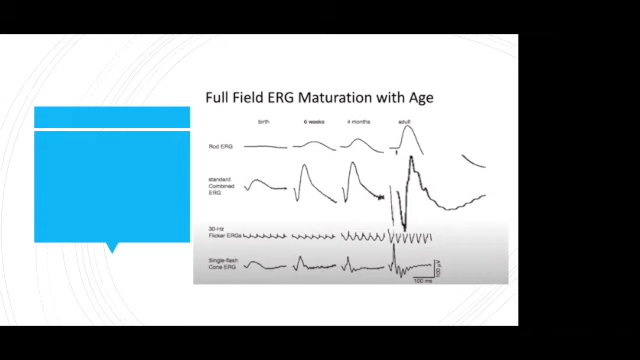 Full Field ERG Maturation with Age
birth 6 weeks 4 months adult
Rod ERG
standard
Combined
ERG
30-Hz
Flicker ERGs
Single-flash
Cone ERG
100 µV
100 ms